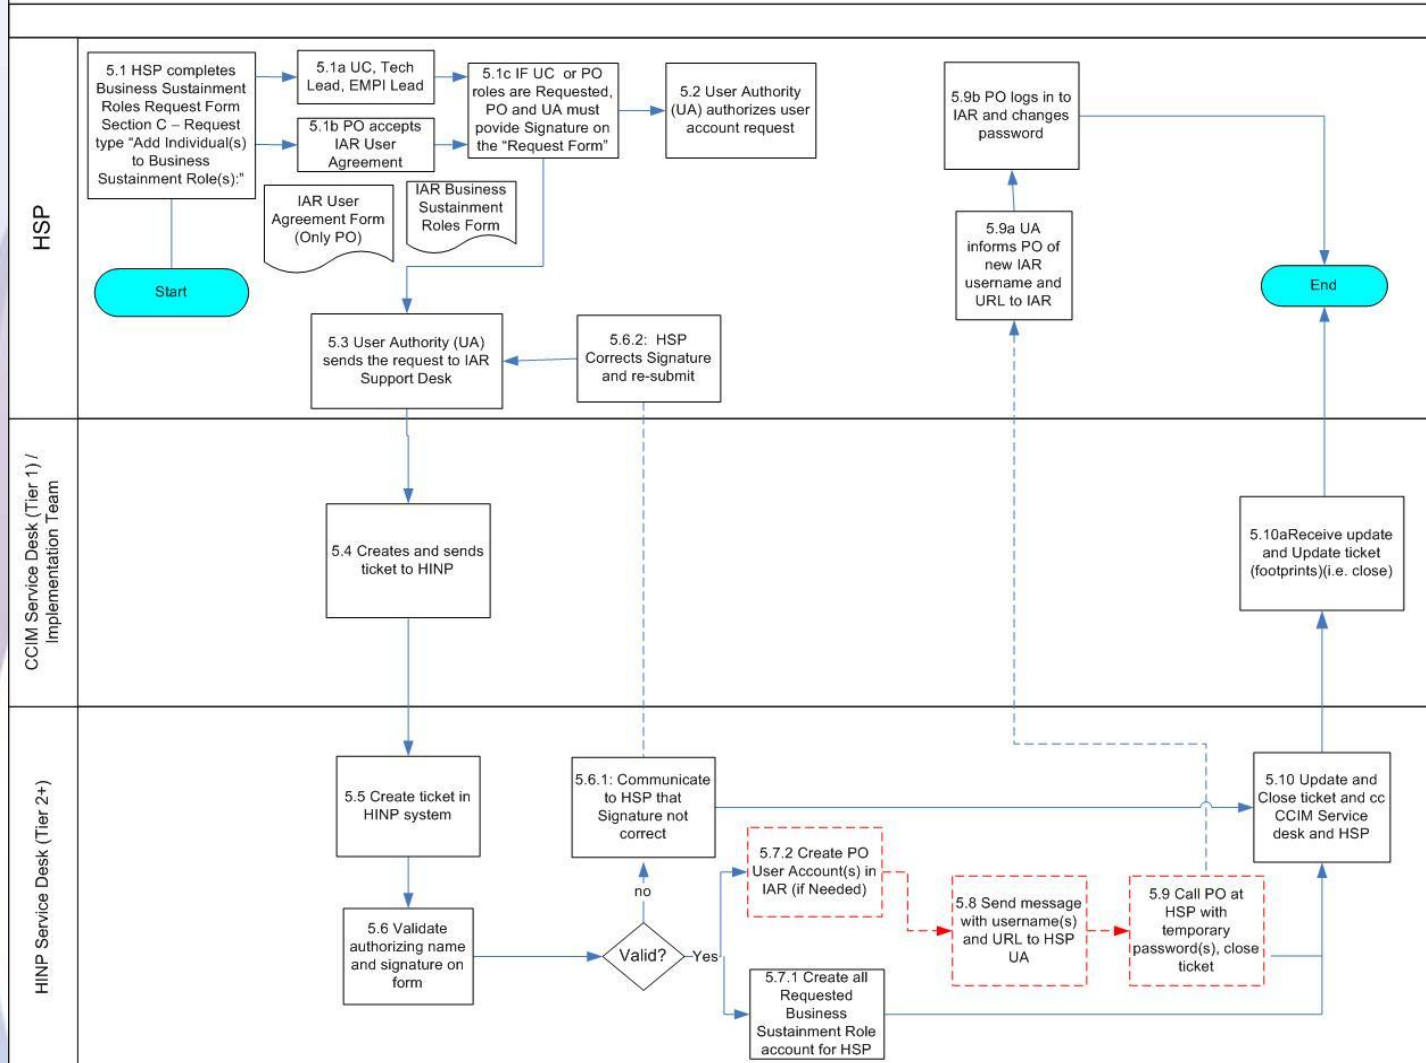 HSP
5.1 HSP completes
Business Sustainment
Roles Request Form
Section C – Request
type “Add Individual(s)
to Business
Sustainment Role(s):”
5.1a UC, Tech
Lead, EMPI Lead
5.1b PO accepts
IAR User
Agreement
5.1c IF UC or PO
roles are Requested,
PO and UA must
povide Signature on
the “Request Form”
5.2 User Authority
(UA) authorizes user
account request
5.9b PO logs in to
IAR and changes
password
IAR User
Agreement Form
(Only PO)
IAR Business
Sustainment
Roles Form
5.9a UA
informs PO of
new IAR
username and
URL to IAR
Start
End
5.3 User Authority (UA)
sends the request to IAR
Support Desk
5.6.2: HSP
Corrects Signature
and re-submit
CCIM Service Desk (Tier 1) /
Implementation Team
5.4 Creates and sends
ticket to HINP
5.10aReceive update
and Update ticket
(footprints)(i.e. close)
HINP Service Desk (Tier 2+)
5.5 Create ticket in
HINP system
5.6.1: Communicate
to HSP that
Signature not
correct
5.10 Update and
Close ticket and cc
CCIM Service
desk and HSP
5.7.2 Create PO
User Account(s) in
IAR (if Needed)
no
5.8 Send message
with username(s)
and URL to HSP
UA
5.9 Call PO at
HSP with
temporary
password(s), close
ticket
5.6 Validate
authorizing name
and signature on
form
Valid?
Yes
5.7.1 Create all
Requested
Business
Sustainment Role
account for HSP